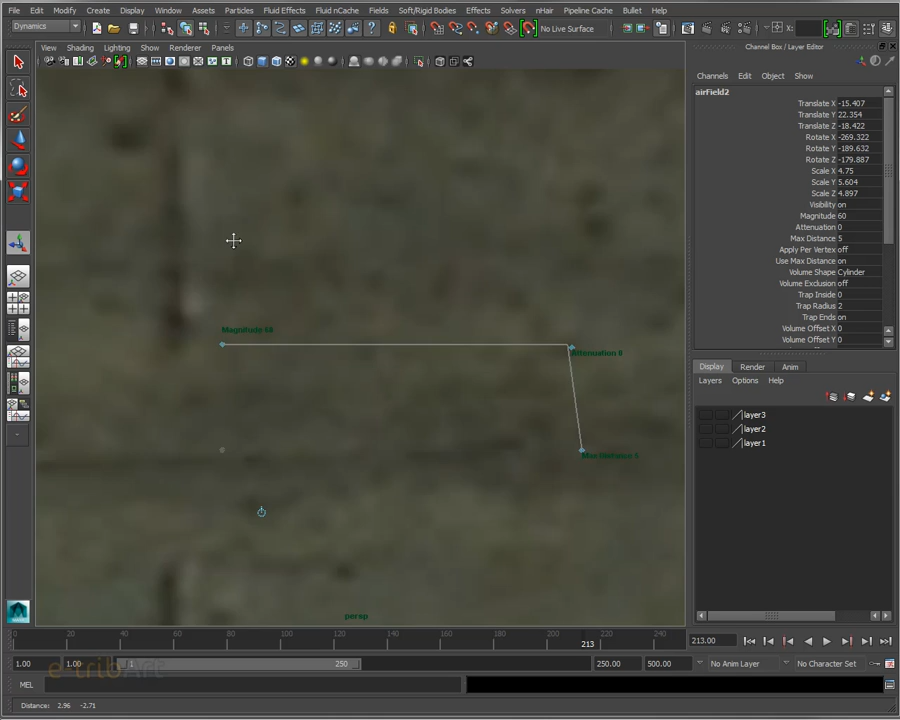 File Edit Modify Create Display Window Assets Particles Fluid Effects Fluid nCache Fields Soft/Rigid Bodies Effects Solvers nHair Particles Pipeline Cache Bullet Help
Dynamics
No Live Surface
X:
View Shading Lighting Show Renderer Panels
Channel Box / Layer Editor
Channels Edit Object Show
airField2
Translate X -15.407
Translate Y 22.354
Translate Z -18.422
Rotate X -269.322
Rotate Y -189.632
Rotate Z -179.887
Scale X 4.75
Scale Y 5.604
Scale Z 4.897
Visibility on
Magnitude 60
Attenuation 0
Max Distance 5
Apply Per Vertex off
Use Max Distance on
Volume Shape Cylinder
Volume Exclusion off
Trap Inside 0
Trap Radius 2
Trap Ends on
Volume Offset X 0
Volume Offset Y 0
Magnitude 60
Attenuation 0
Max Distance 5
persp
Display Render Anim
Layers Options Help
layer3
layer2
layer1
0 20 40 60 80 100 120 140 160 180 200 220 240
213
213.00
1.00 1.00 1 250 250.00 500.00 No Anim Layer No Character Set
e-tribArt
MEL
Distance: 2.96 -2.71